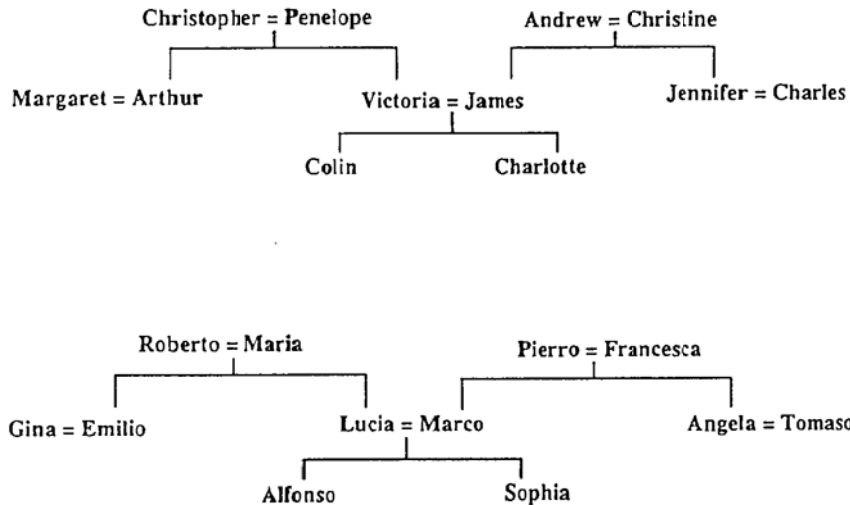 Christopher = Penelope Andrew = Christine
Margaret = Arthur Victoria = James Jennifer = Charles
Colin Charlotte
Roberto = Maria Pierro = Francesca
Gina = Emilio Lucia = Marco Angela = Tomaso
Alfonso Sophia